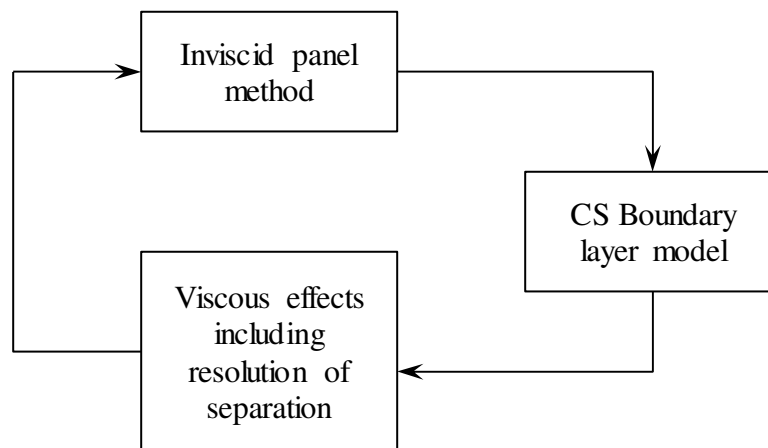 Inviscid panel
method
CS Boundary
layer model
Viscous effects
including
resolution of
separation